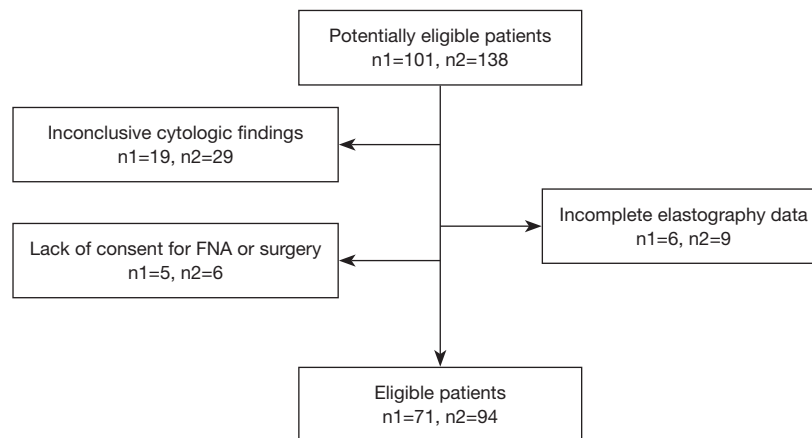 Potentially eligible patients
n1=101, n2=138
Inconclusive cytologic findings
n1=19, n2=29
Incomplete elastography data
n1=6, n2=9
Lack of consent for FNA or surgery
n1=5, n2=6
Eligible patients
n1=71, n2=94